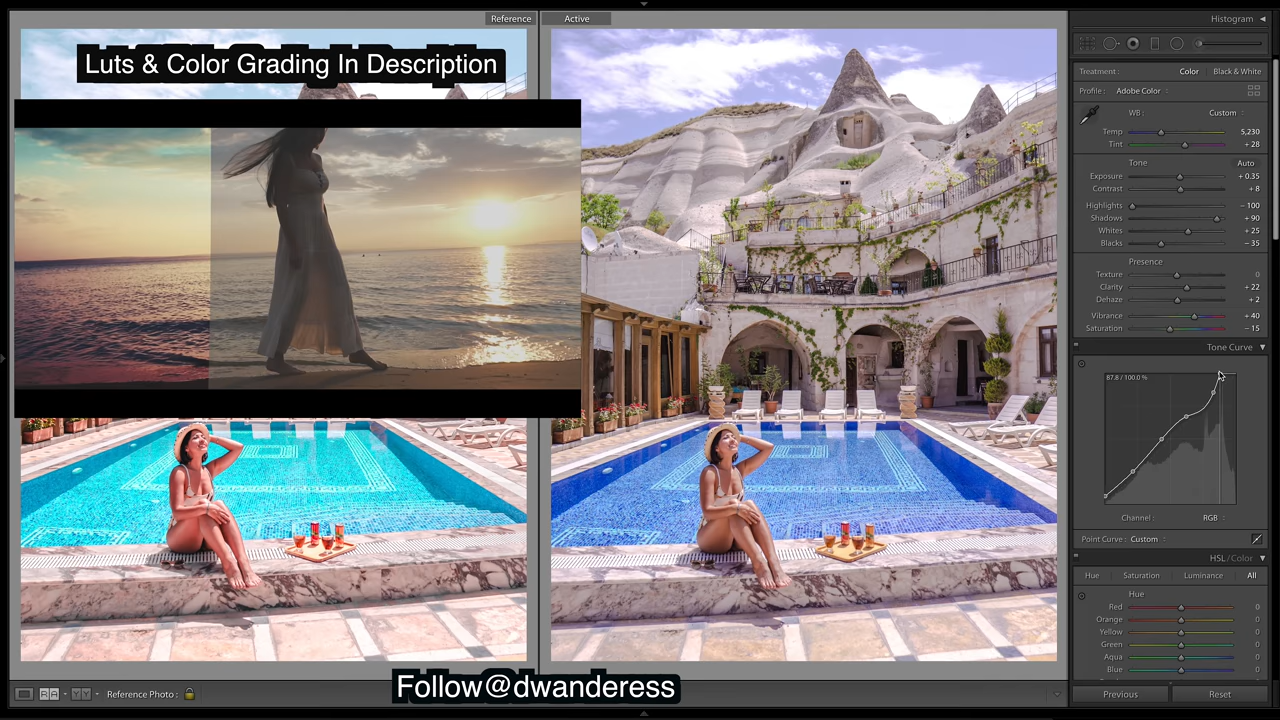 Reference
Active
Luts & Color Grading In Description
Histogram
Treatment :
Color
Black & White
Profile :
Adobe Color
WB :
Custom
Temp
5,230
Tint
+ 28
Tone
Auto
Exposure
+ 0.35
Contrast
+ 8
Highlights
− 100
Shadows
+ 90
Whites
+ 25
Blacks
− 35
Presence
Texture
0
Clarity
+ 22
Dehaze
+ 2
Vibrance
+ 40
Saturation
− 15
Tone Curve
87.8 / 100.0 %
Channel :
RGB
Point Curve :
Custom
HSL / Color
Hue
Saturation
Luminance
All
Hue
Red
0
Orange
0
Yellow
0
Green
0
Aqua
0
Blue
0
Follow@dwanderess
RA
YY
Reference Photo :
Previous
Reset